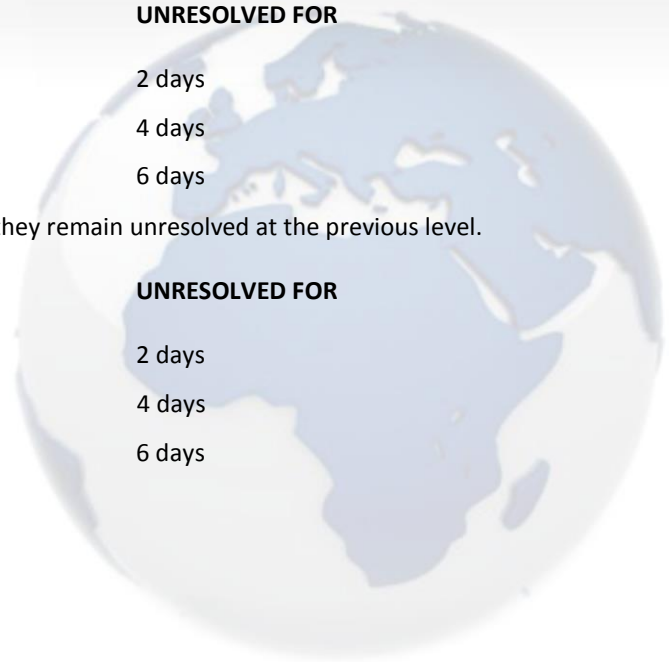 UNRESOLVED FOR
2 days
4 days
6 days
they remain unresolved at the previous level.
UNRESOLVED FOR
2 days
4 days
6 days